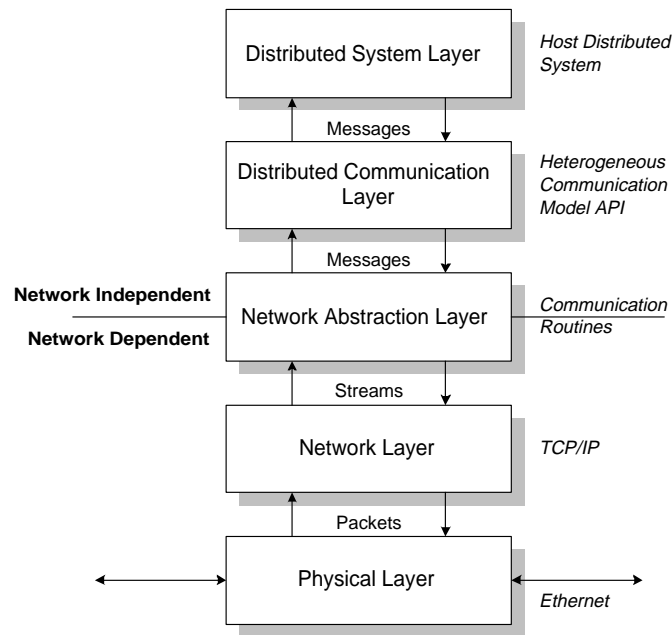 Distributed System Layer
Host Distributed
System
Messages
Distributed Communication
Layer
Heterogeneous
Communication
Model API
Messages
Network Independent
Network Dependent
Network Abstraction Layer
Communication
Routines
Streams
Network Layer
TCP/IP
Packets
Physical Layer
Ethernet